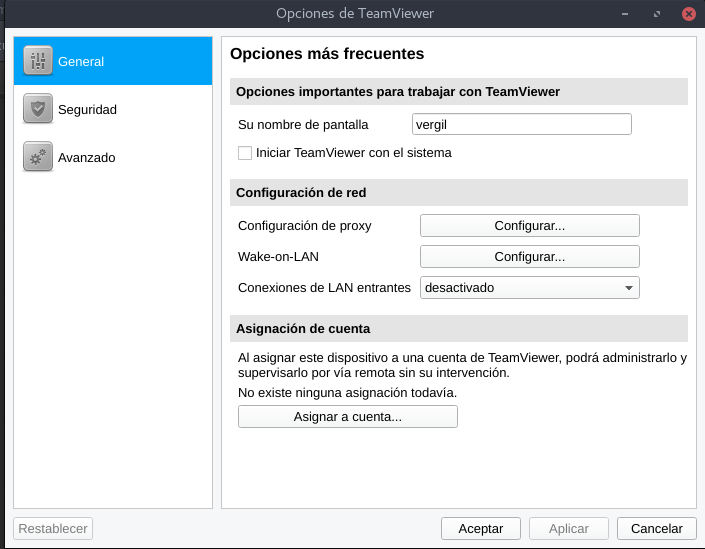 Opciones de TeamViewer
General
Seguridad
Avanzado
Opciones más frecuentes
Opciones importantes para trabajar con TeamViewer
Su nombre de pantalla vergil
Iniciar TeamViewer con el sistema
Configuración de red
Configuración de proxy Configurar...
Wake-on-LAN Configurar...
Conexiones de LAN entrantes desactivado
Asignación de cuenta
Al asignar este dispositivo a una cuenta de TeamViewer, podrá administrarlo y
supervisarlo por vía remota sin su intervención.
No existe ninguna asignación todavía.
Asignar a cuenta...
Restablecer Aceptar Aplicar Cancelar